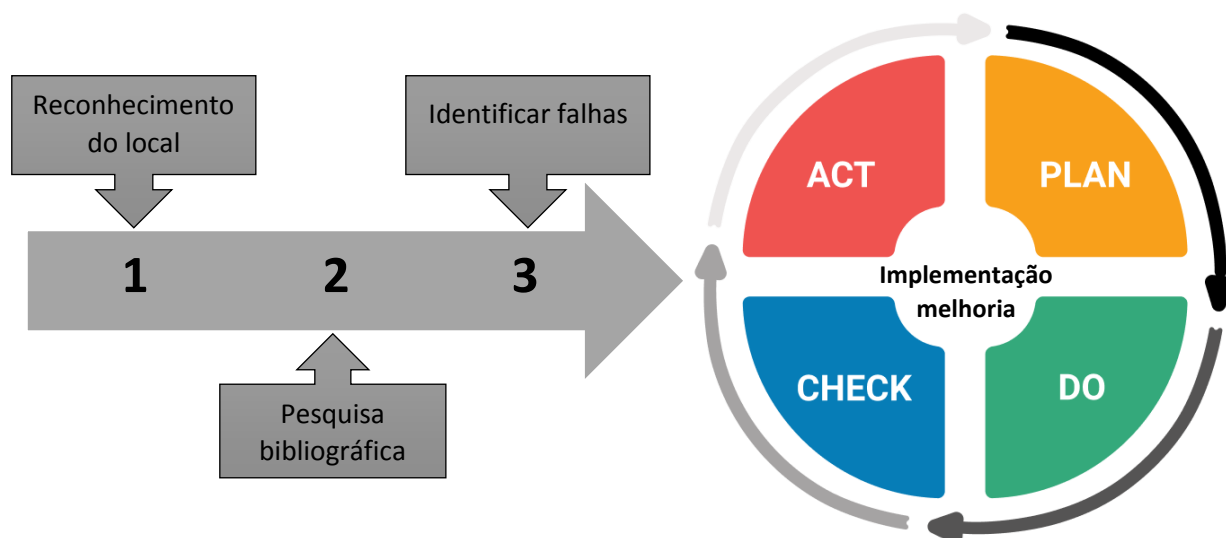 Reconhecimento
do local
Identificar falhas
1
2
3
Pesquisa
bibliográfica
ACT
PLAN
Implementação
melhoria
CHECK
DO